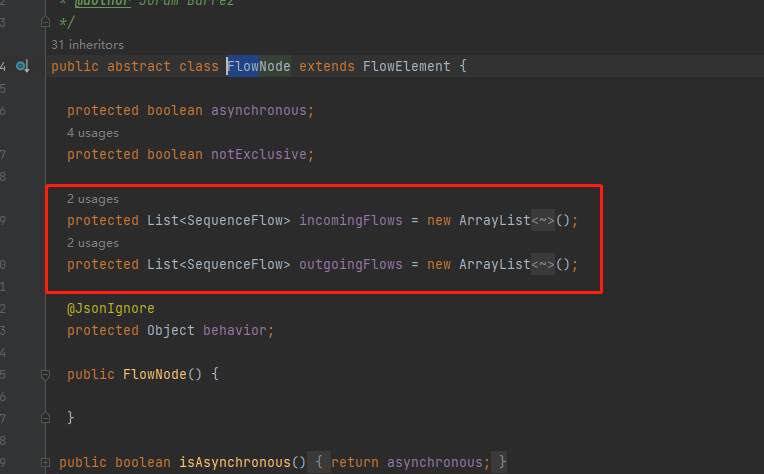 * @author Joram Barrez
3 */
31 inheritors
4 public abstract class FlowNode extends FlowElement {
5
6 protected boolean asynchronous;
4 usages
7 protected boolean notExclusive;
8
2 usages
9 protected List<SequenceFlow> incomingFlows = new ArrayList<~>();
2 usages
0 protected List<SequenceFlow> outgoingFlows = new ArrayList<~>();
1
2 @JsonIgnore
3 protected Object behavior;
4
5 public FlowNode() {
6
7 }
8
9 public boolean isAsynchronous() { return asynchronous; }